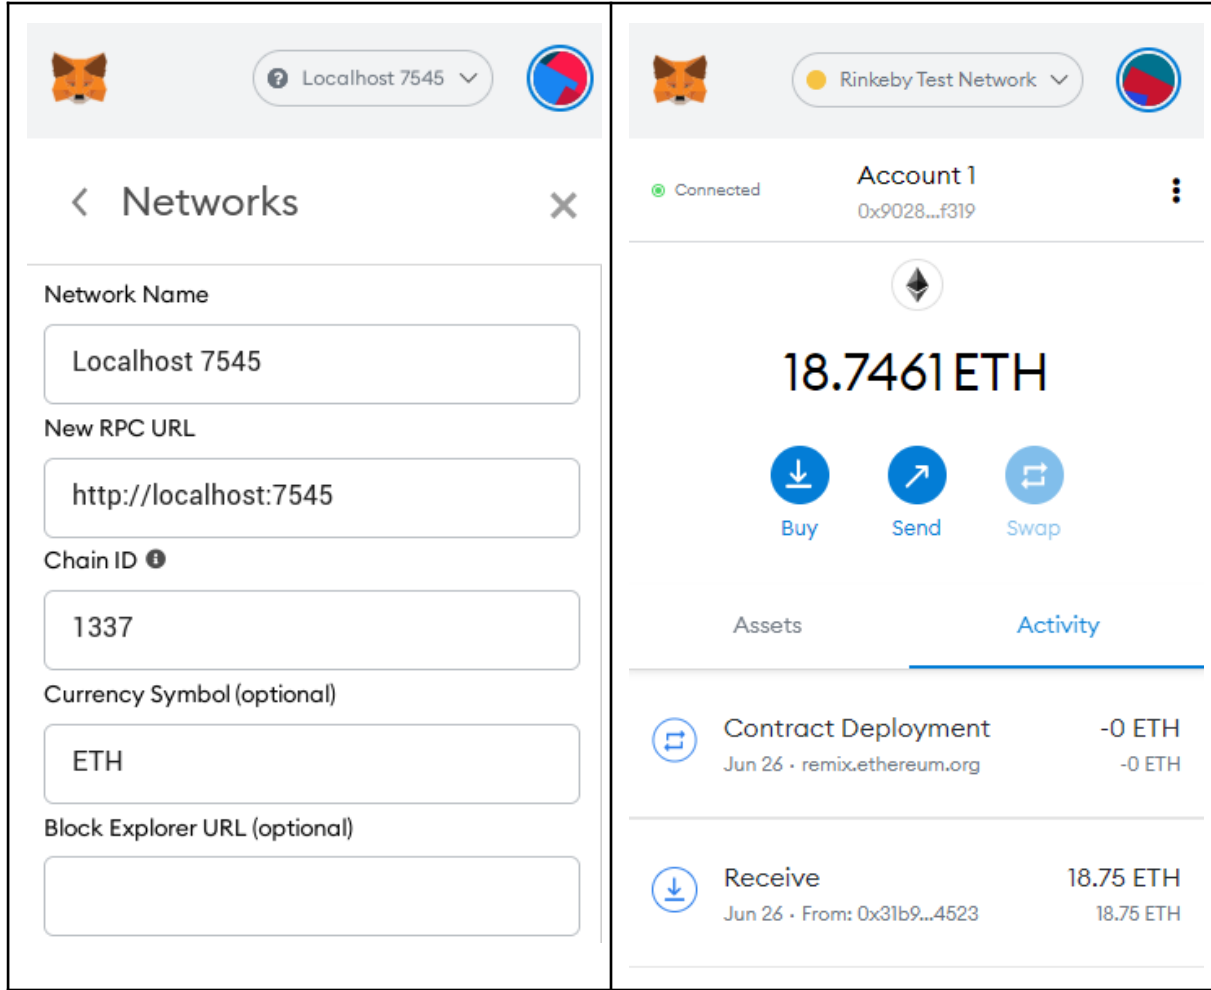 Localhost 7545
Networks
Network Name
Localhost 7545
New RPC URL
http://localhost:7545
Chain ID
1337
Currency Symbol (optional)
ETH
Block Explorer URL (optional)
Rinkeby Test Network
Connected
Account 1
0x9028...f319
18.7461 ETH
Buy Send Swap
Assets Activity
Contract Deployment -0 ETH
Jun 26 · remix.ethereum.org -0 ETH
Receive 18.75 ETH
Jun 26 · From: 0x31b9...4523 18.75 ETH